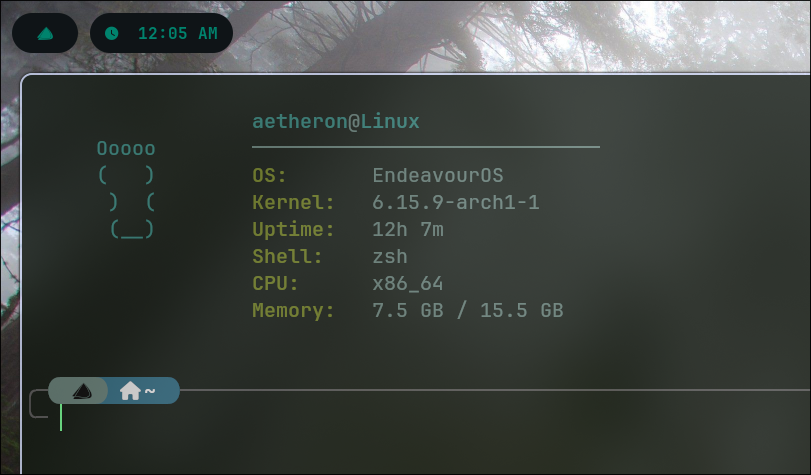 12:05 AM
aetheron@Linux
Ooooo
(   )
 )  (
 (__)
OS: EndeavourOS
Kernel: 6.15.9-arch1-1
Uptime: 12h 7m
Shell: zsh
CPU: x86_64
Memory: 7.5 GB / 15.5 GB
~